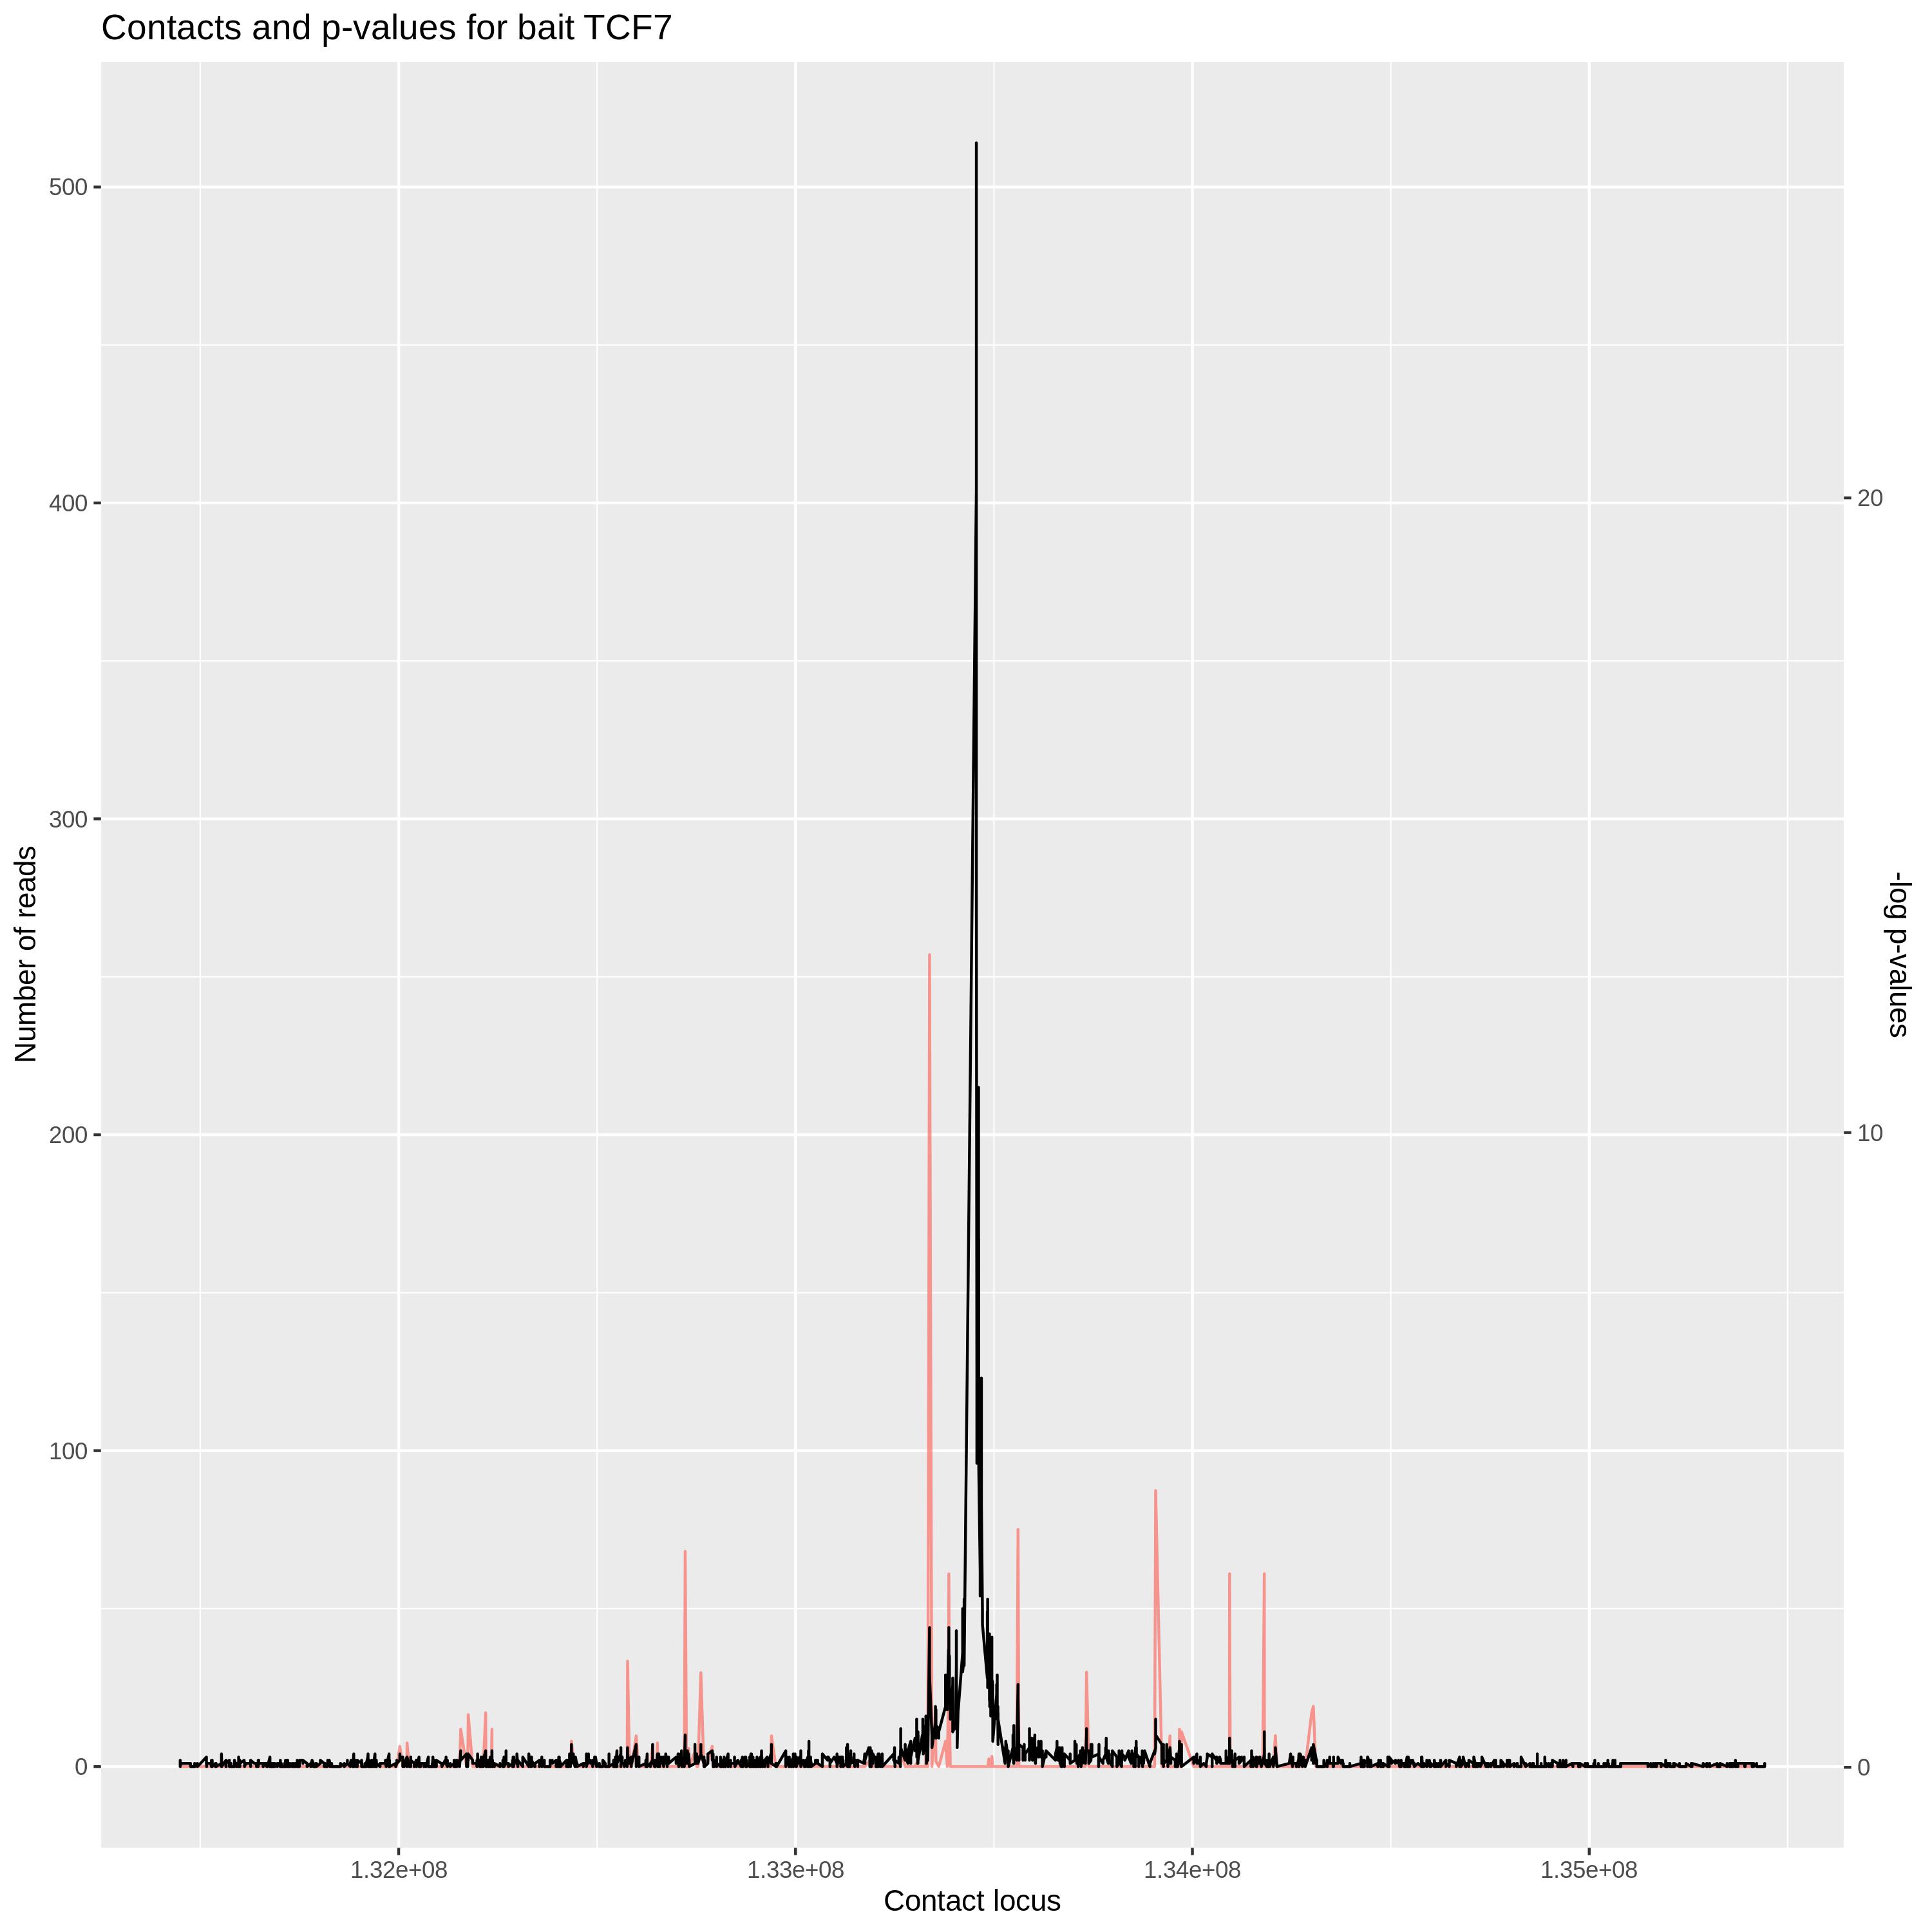 Contacts and p-values for bait TCF7
500
400
300
200
100
0
Number of reads
20
10
0
-log p-values
1.32e+08
1.33e+08
1.34e+08
1.35e+08
Contact locus